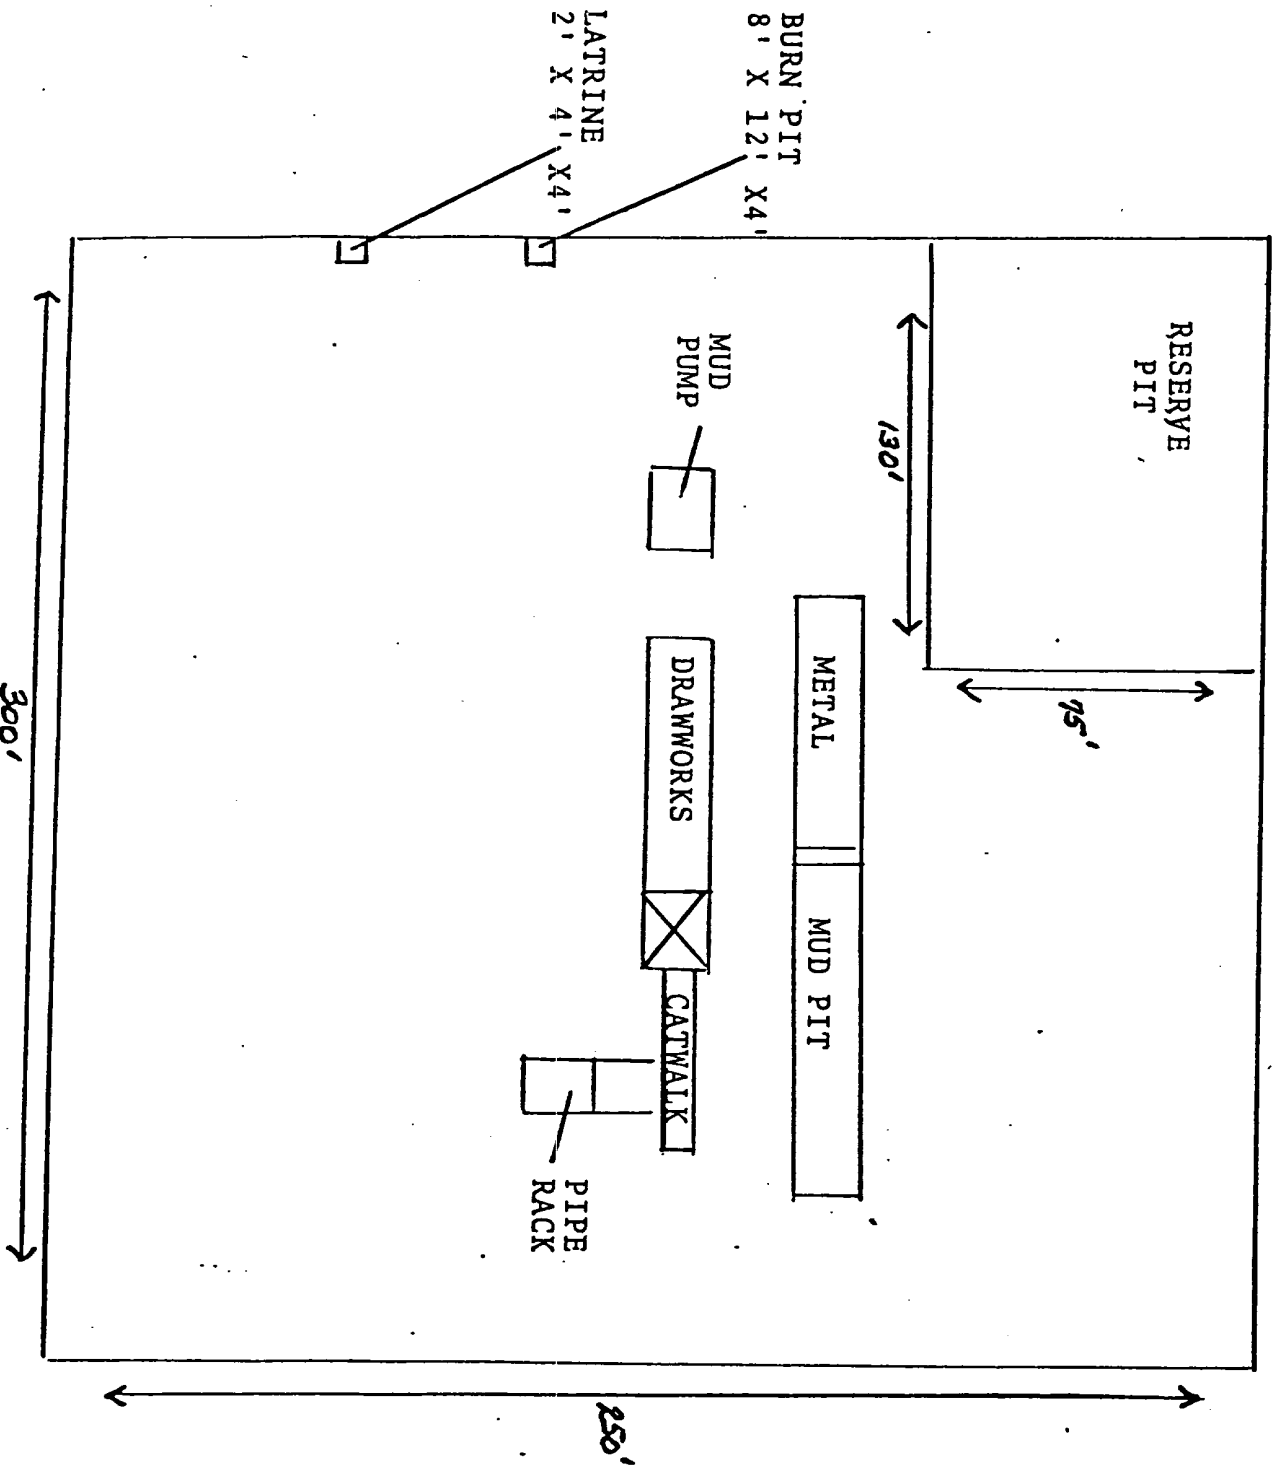 BURN PIT
8' X 12' X4'
LATRINE
2' X 4' X4'
RESERVE
PIT
130'
75'
MUD
PUMP
METAL
MUD PIT
DRAWWORKS
CATWALK
PIPE
RACK
300'
250'